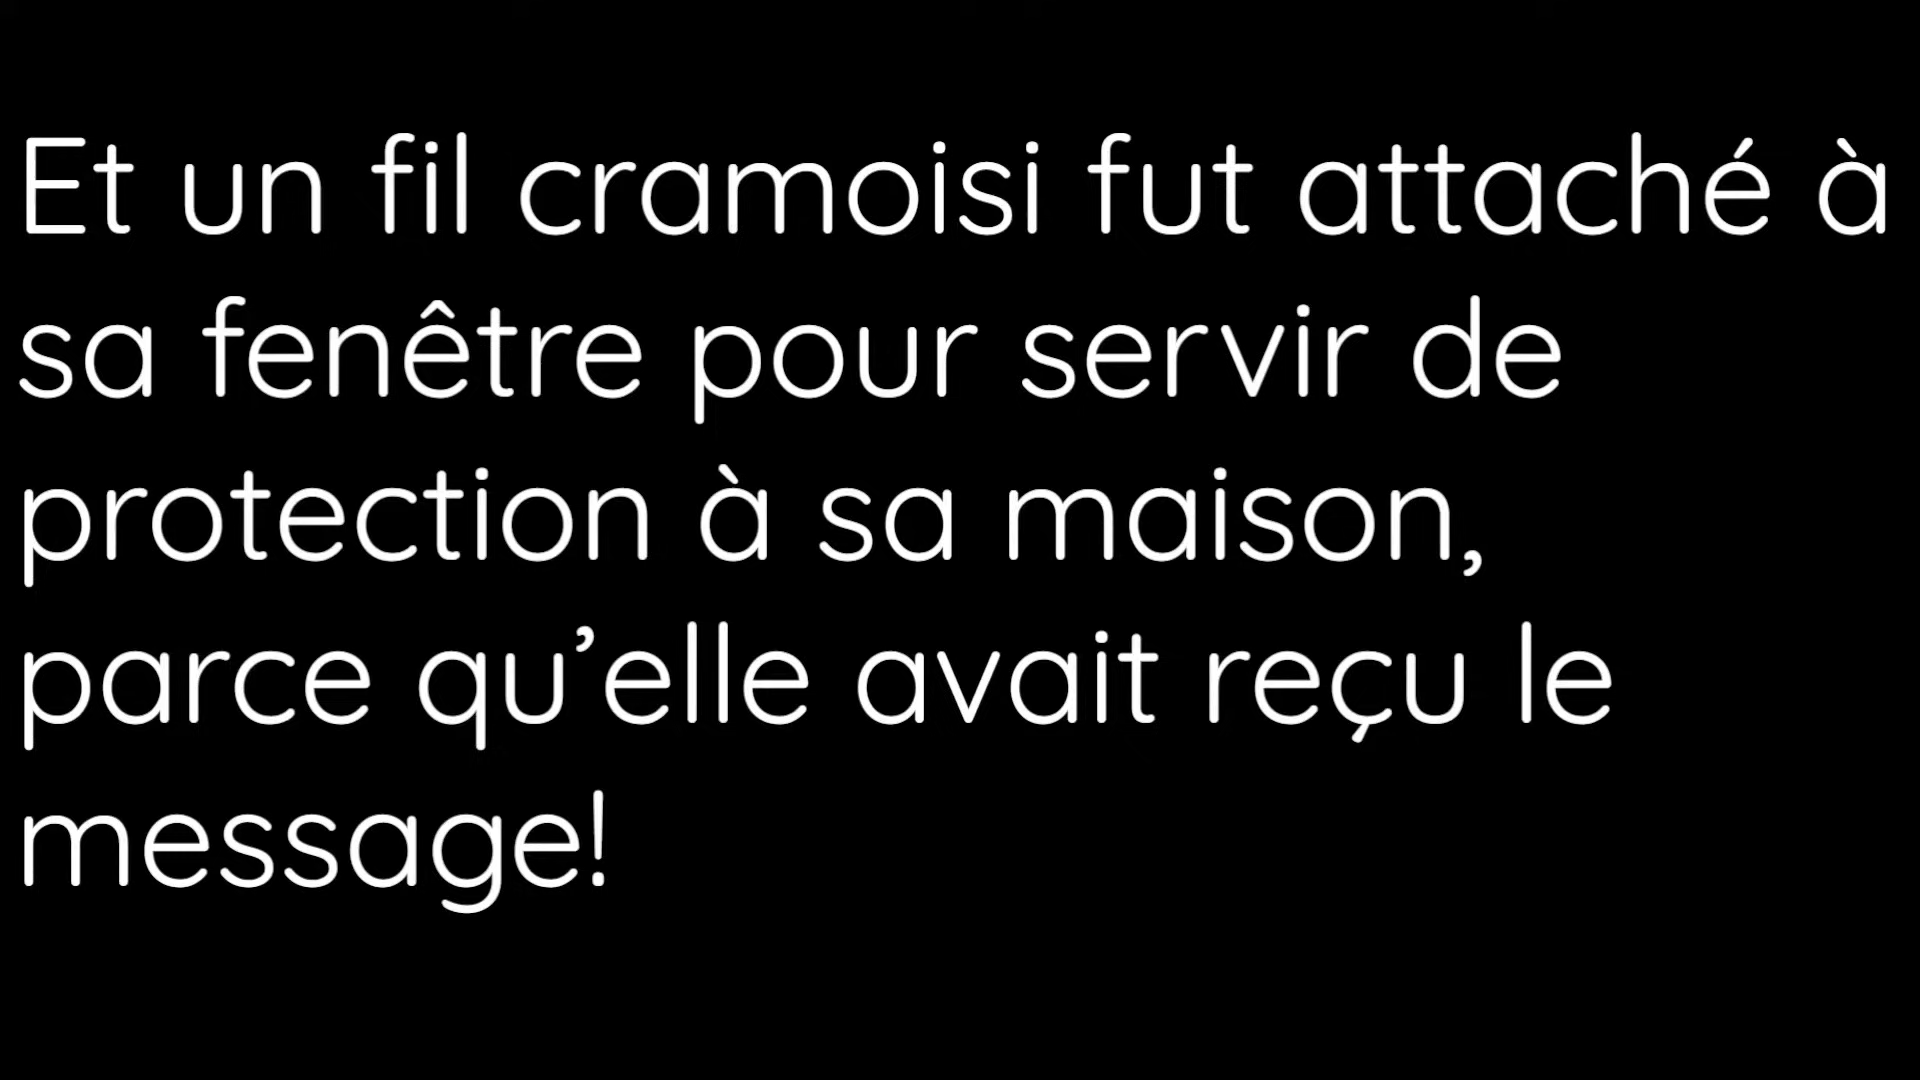 Et un fil cramoisi fut attaché à
sa fenêtre pour servir de
protection à sa maison,
parce qu’elle avait reçu le
message!